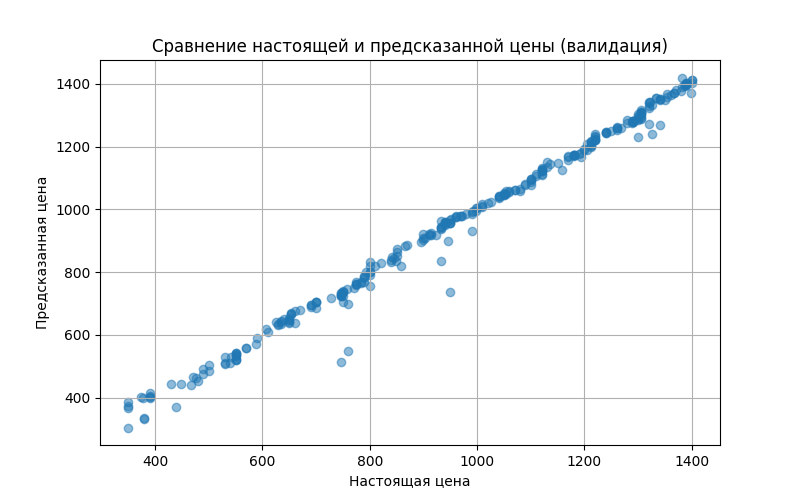 Сравнение настоящей и предсказанной цены (валидация)
Предсказанная цена
1400
1200
1000
800
600
400
400 600 800 1000 1200 1400
Настоящая цена